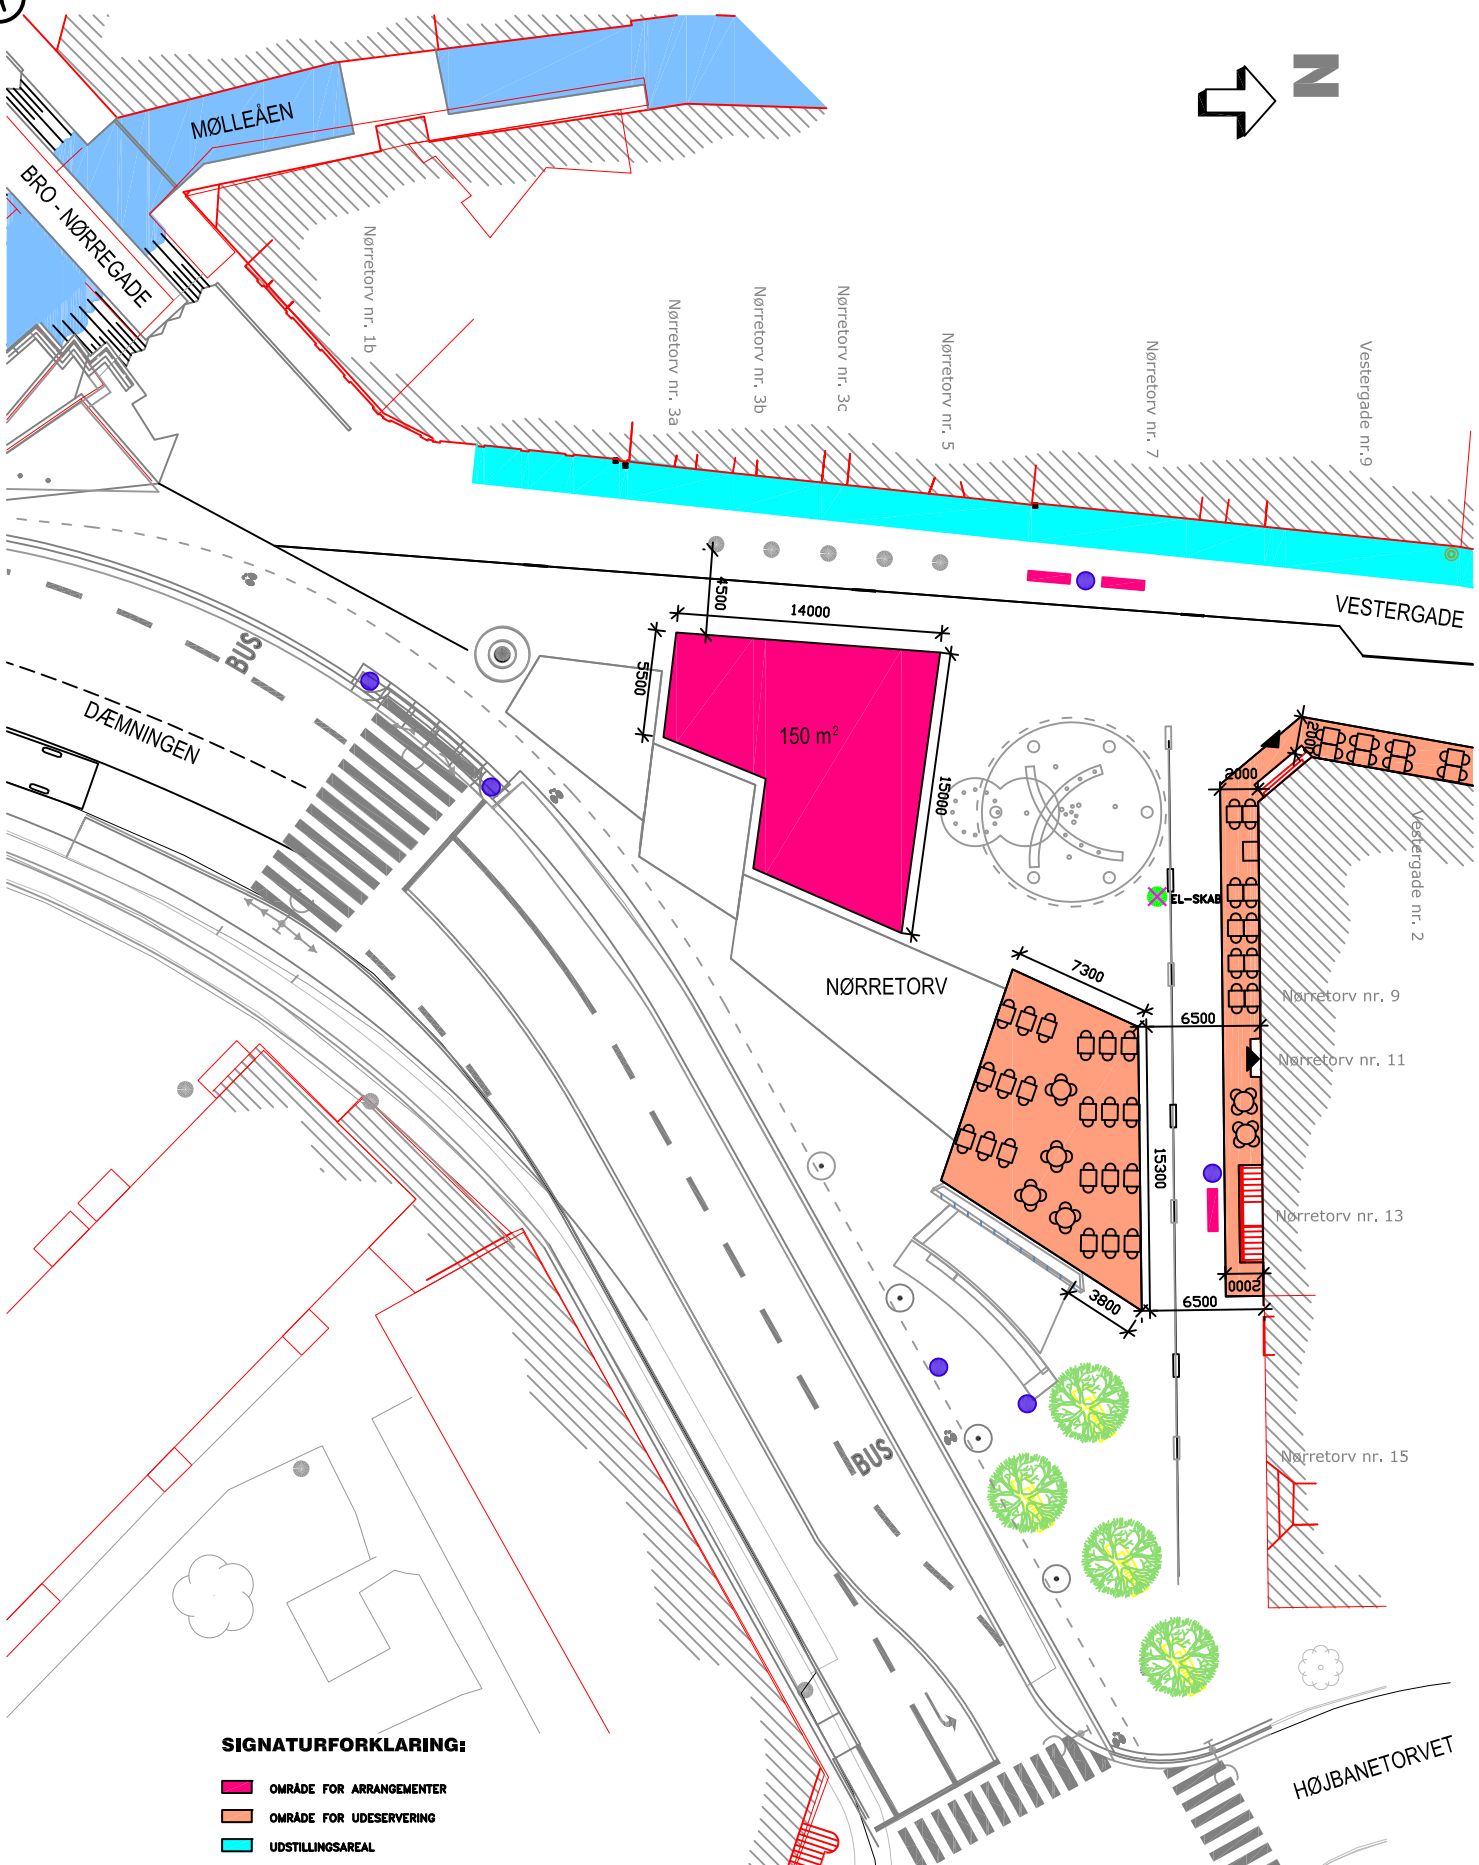 N
MØLLEÅEN
BRO - NØRREGADE
Nørretorv nr. 1b
Nørretorv nr. 3a
Nørretorv nr. 3b
Nørretorv nr. 3c
Nørretorv nr. 5
Nørretorv nr. 7
Vestergade nr.9
VESTERGADE
4500
14000
5500
150 m²
15000
BUS
DÆMNINGEN
2000
2000
Vestergade nr. 2
EL-SKAB
NØRRETORV
7300
6500
Nørretorv nr. 9
Nørretorv nr. 11
15300
Nørretorv nr. 13
2000
3800
6500
BUS
Nørretorv nr. 15
HØJBANETORVET
SIGNATURFORKLARING:
OMRÅDE FOR ARRANGEMENTER
OMRÅDE FOR UDESERVERING
UDSTILLINGSAREAL